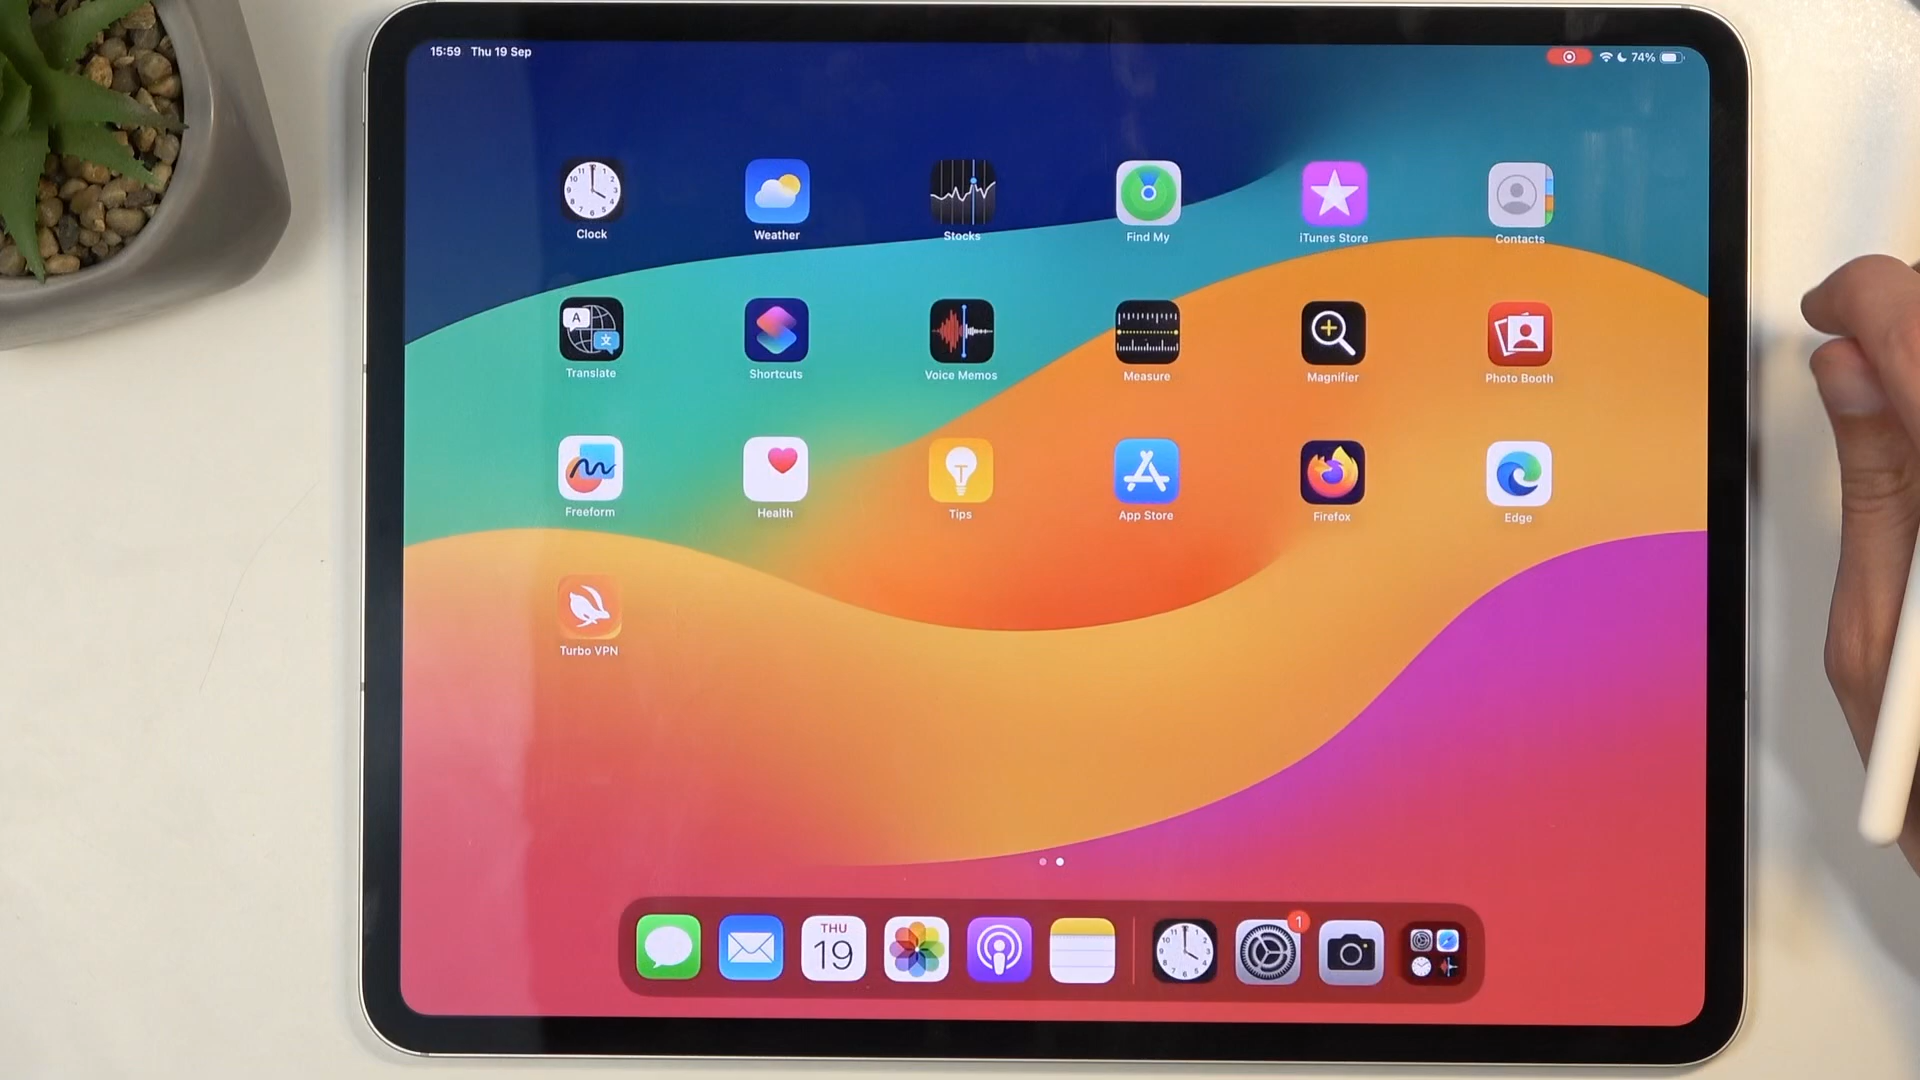 15:59 Thu 19 Sep
74%
Clock
Weather
Stocks
Find My
iTunes Store
Contacts
Translate
Shortcuts
Voice Memos
Measure
Magnifier
Photo Booth
Freeform
Health
Tips
App Store
Firefox
Edge
Turbo VPN
THU
19
1